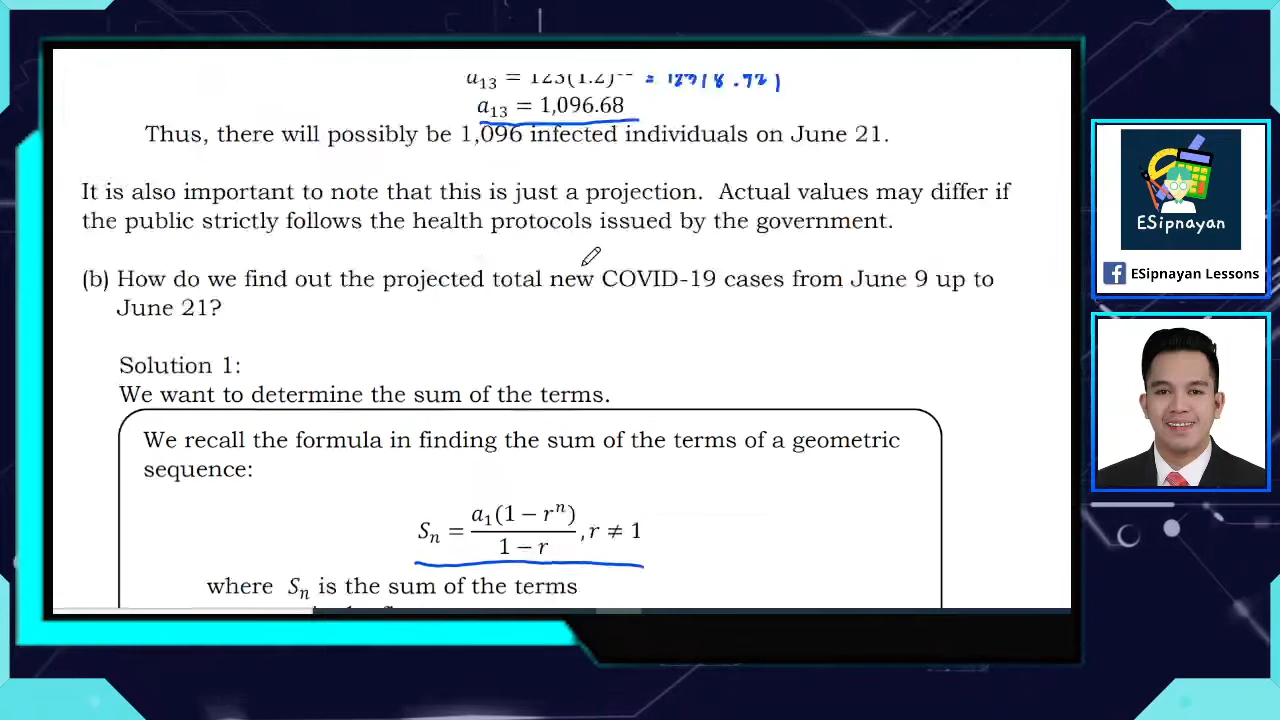 a₁₃ = 123(1.2)
a₁₃ = 1,096.68
Thus, there will possibly be 1,096 infected individuals on June 21.
It is also important to note that this is just a projection. Actual values may differ if
the public strictly follows the health protocols issued by the government.
(b) How do we find out the projected total new COVID-19 cases from June 9 up to
June 21?
Solution 1:
We want to determine the sum of the terms.
We recall the formula in finding the sum of the terms of a geometric
sequence:
Sₙ = a₁(1 − rⁿ) / 1 − r , r ≠ 1
where Sₙ is the sum of the terms
ESipnayan
ESipnayan Lessons